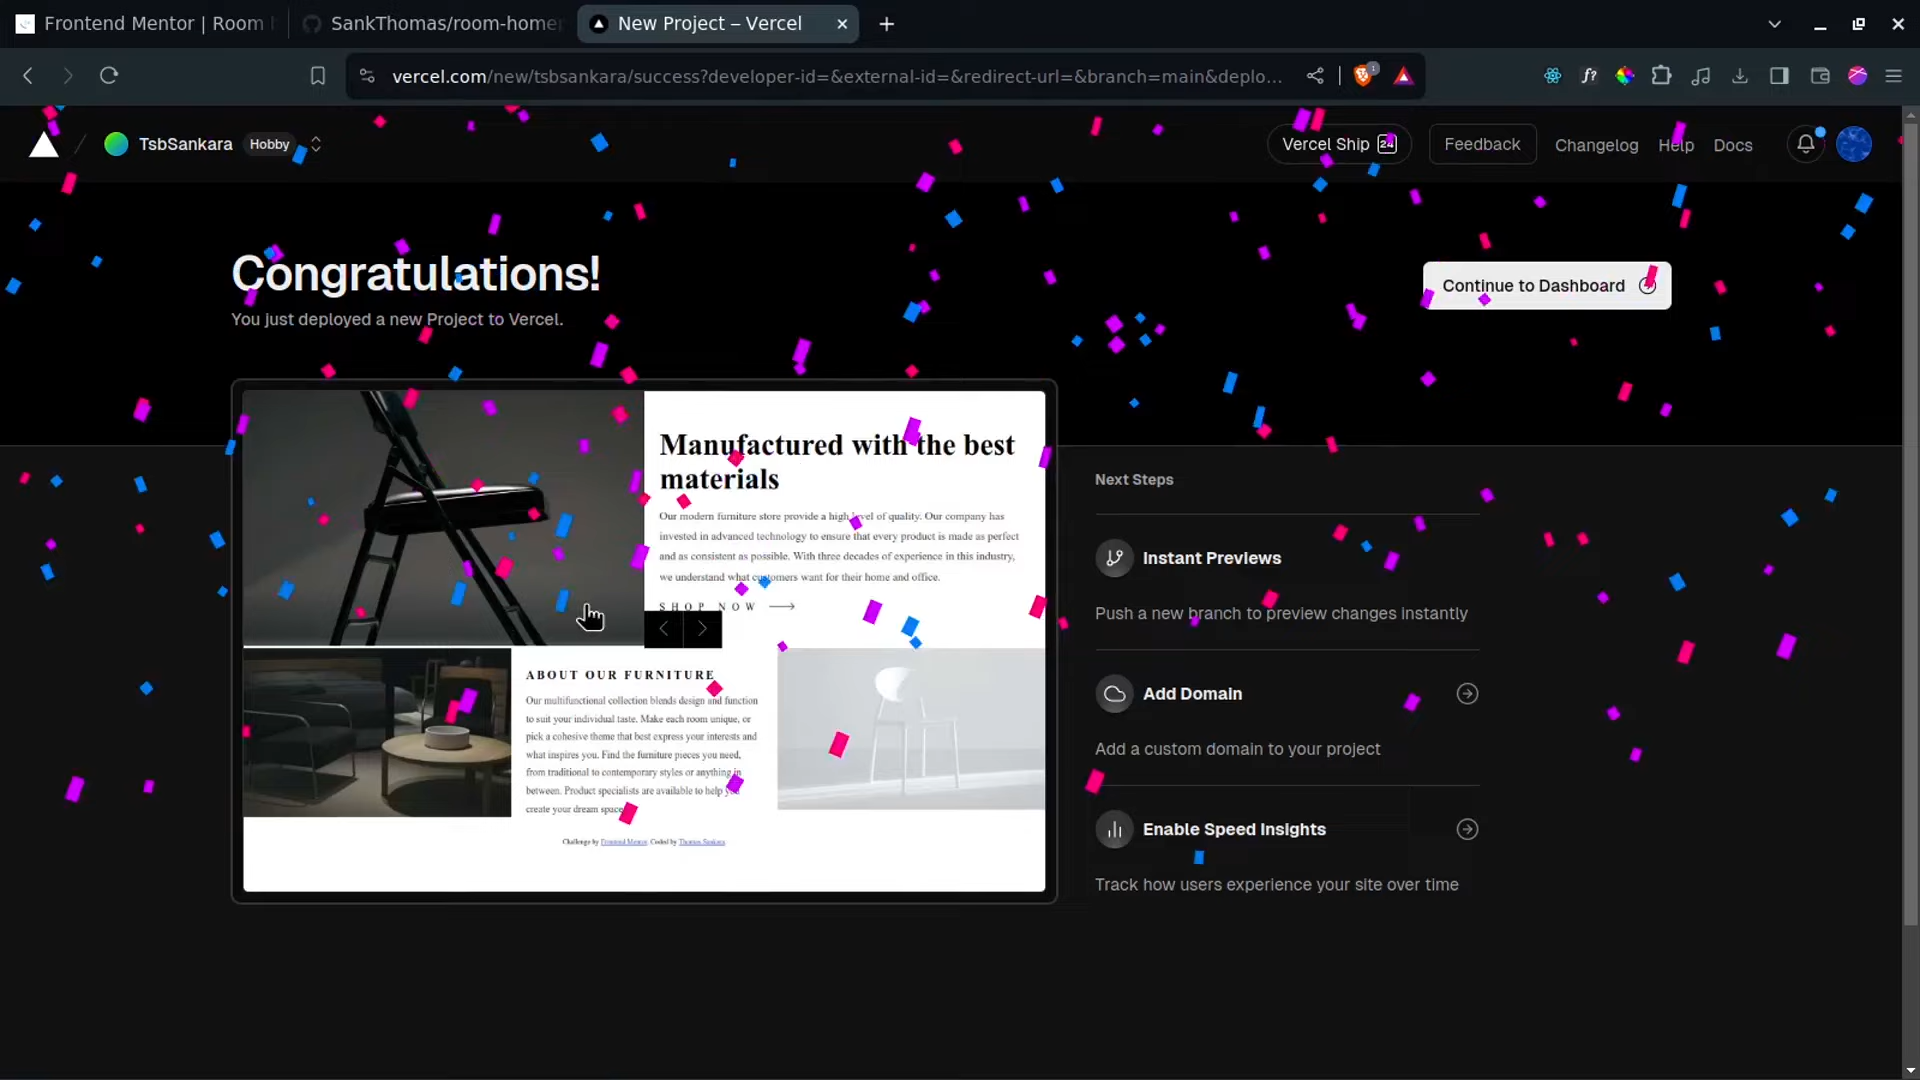 Frontend Mentor | Room
SankThomas/room-home
New Project – Vercel
vercel.com/new/tsbsankara/success?developer-id=&external-id=&redirect-url=&branch=main&deplo...
1
f?
TsbSankara
Hobby
Vercel Ship 24
Feedback
Changelog
Help
Docs
Congratulations!
You just deployed a new Project to Vercel.
Continue to Dashboard
Manufactured with the best
materials
Our modern furniture store provide a high level of quality. Our company has
invested in advanced technology to ensure that every product is made as perfect
and as consistent as possible. With three decades of experience in this industry,
we understand what customers want for their home and office.
SHOP NOW
ABOUT OUR FURNITURE
Our multifunctional collection blends design and function
to suit your individual taste. Make each room unique, or
pick a cohesive theme that best express your interests and
what inspires you. Find the furniture pieces you need,
from traditional to contemporary styles or anything in
between. Product specialists are available to help you
create your dream space.
Challenge by Frontend Mentor. Coded by Thomas Sankara.
Next Steps
Instant Previews
Push a new branch to preview changes instantly
Add Domain
Add a custom domain to your project
Enable Speed Insights
Track how users experience your site over time